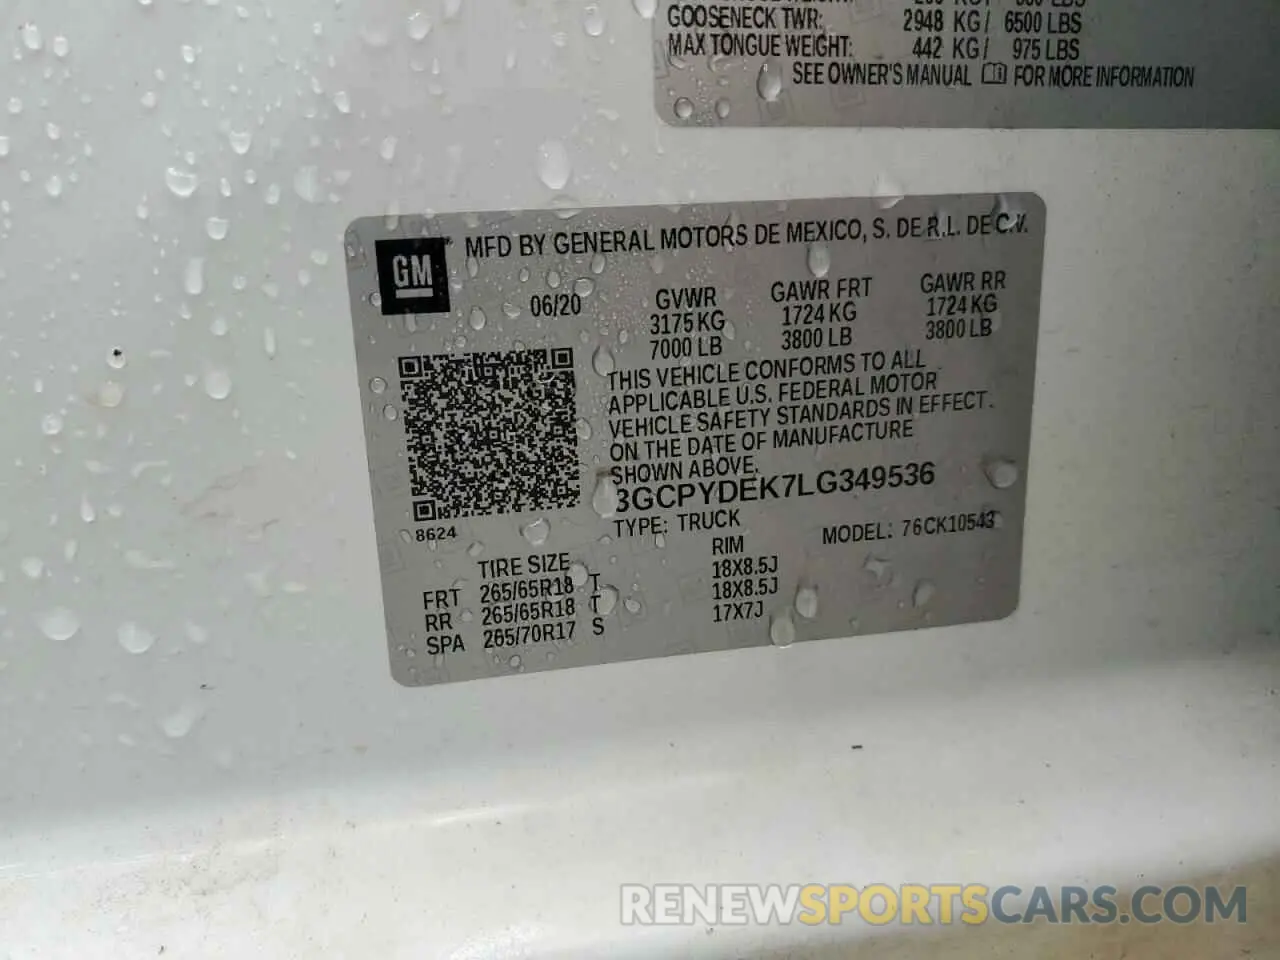 GOOSENECK TWR: 2948 KG/ 6500 LBS
MAX TONGUE WEIGHT: 442 KG/ 975 LBS
SEE OWNER'S MANUAL FOR MORE INFORMATION
GM
MFD BY GENERAL MOTORS DE MEXICO, S. DE R.L. DE C.V.
06/20 GVWR GAWR FRT GAWR RR
3175 KG 1724 KG 1724 KG
7000 LB 3800 LB 3800 LB
THIS VEHICLE CONFORMS TO ALL
APPLICABLE U.S. FEDERAL MOTOR
VEHICLE SAFETY STANDARDS IN EFFECT
ON THE DATE OF MANUFACTURE
SHOWN ABOVE.
3GCPYDEK7LG349536
8624
TYPE: TRUCK MODEL: 76CK10543
TIRE SIZE RIM
FRT 265/65R18 T 18X8.5J
RR 265/65R18 T 18X8.5J
SPA 265/70R17 S 17X7J
RENEWSPORTSCARS.COM